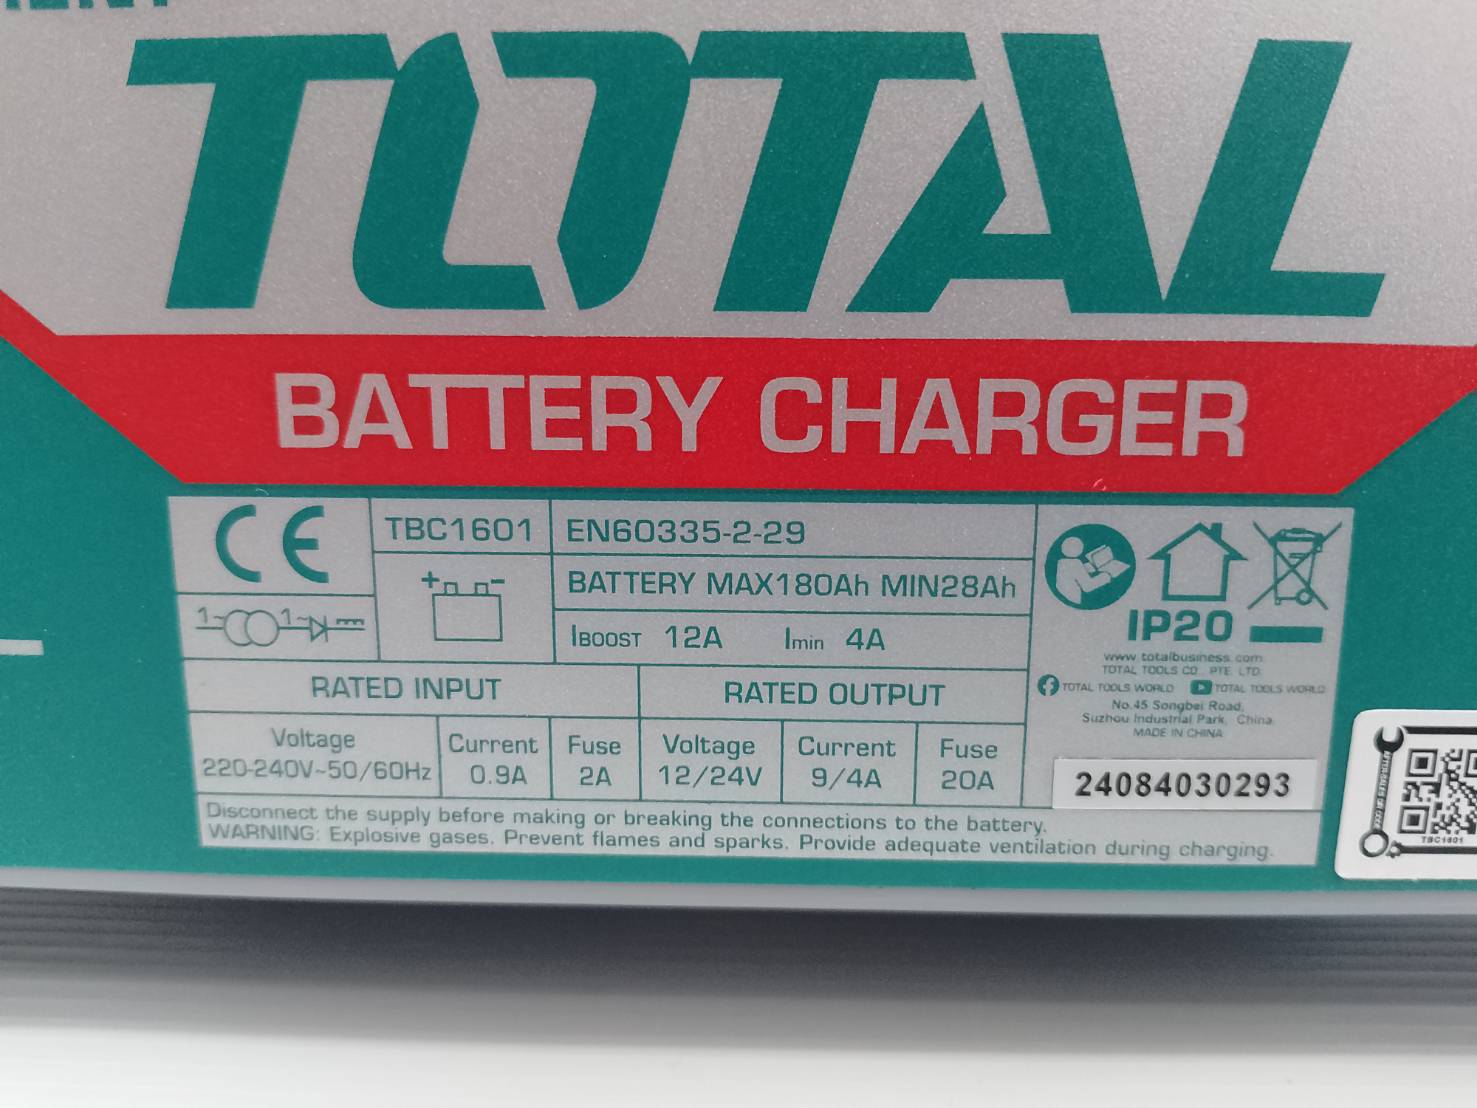 TOTAL
BATTERY CHARGER
CE
TBC1601
EN60335-2-29
BATTERY MAX180Ah MIN28Ah
IBOOST 12A Imin 4A
1~ 1~
+ -
RATED INPUT
RATED OUTPUT
Voltage
220-240V~50/60Hz
Current
0.9A
Fuse
2A
Voltage
12/24V
Current
9/4A
Fuse
20A
IP20
www.totalbusiness.com
TOTAL TOOLS CO. PTE. LTD.
TOTAL TOOLS WORLD TOTAL TOOLS WORLD
No.45 Songbei Road,
Suzhou Industrial Park, China.
MADE IN CHINA
24084030293
Disconnect the supply before making or breaking the connections to the battery.
WARNING: Explosive gases. Prevent flames and sparks. Provide adequate ventilation during charging.
TBC1601